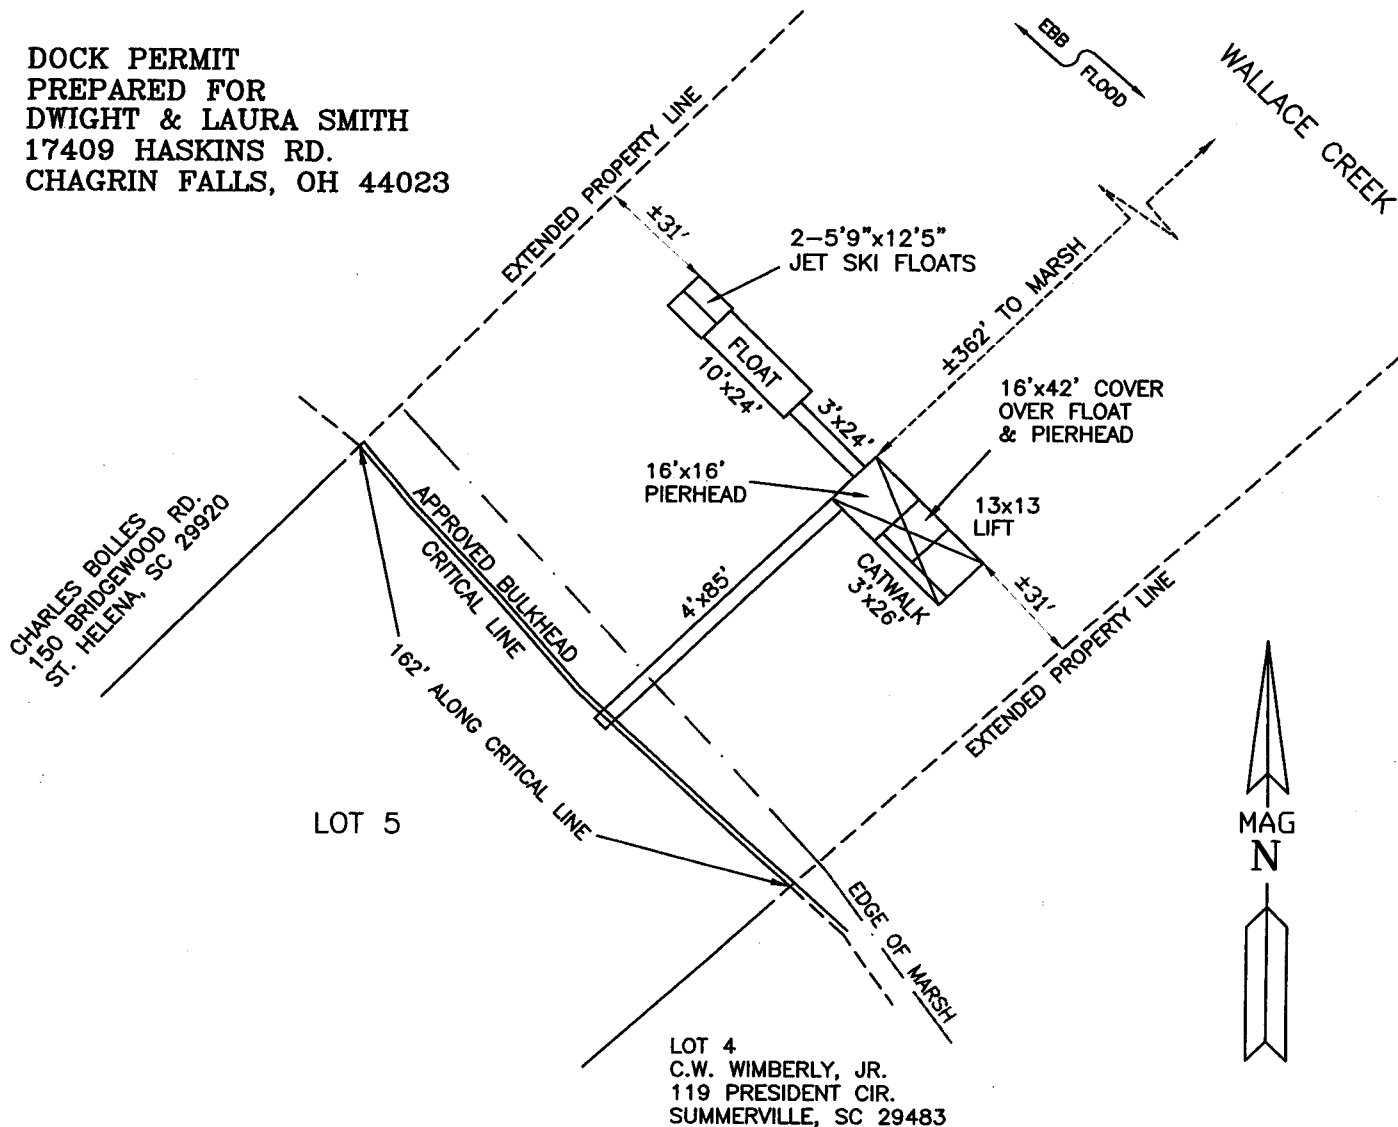 DOCK PERMIT
PREPARED FOR
DWIGHT & LAURA SMITH
17409 HASKINS RD.
CHAGRIN FALLS, OH 44023
EBB
FLOOD
WALLACE CREEK
EXTENDED PROPERTY LINE
±31'
2-5'9"x12'5"
JET SKI FLOATS
±362' TO MARSH
FLOAT
10'x24'
3'x24'
16'x42' COVER
OVER FLOAT
& PIERHEAD
16'x16'
PIERHEAD
13x13
LIFT
CATWALK
3'x26'
±31'
EXTENDED PROPERTY LINE
4'x85'
APPROVED BULKHEAD
CRITICAL LINE
CHARLES BOLLES
150 BRIDGEWOOD RD.
ST. HELENA, SC 29920
162' ALONG CRITICAL LINE
LOT 5
MAG
N
EDGE OF MARSH
LOT 4
C.W. WIMBERLY, JR.
119 PRESIDENT CIR.
SUMMERVILLE, SC 29483